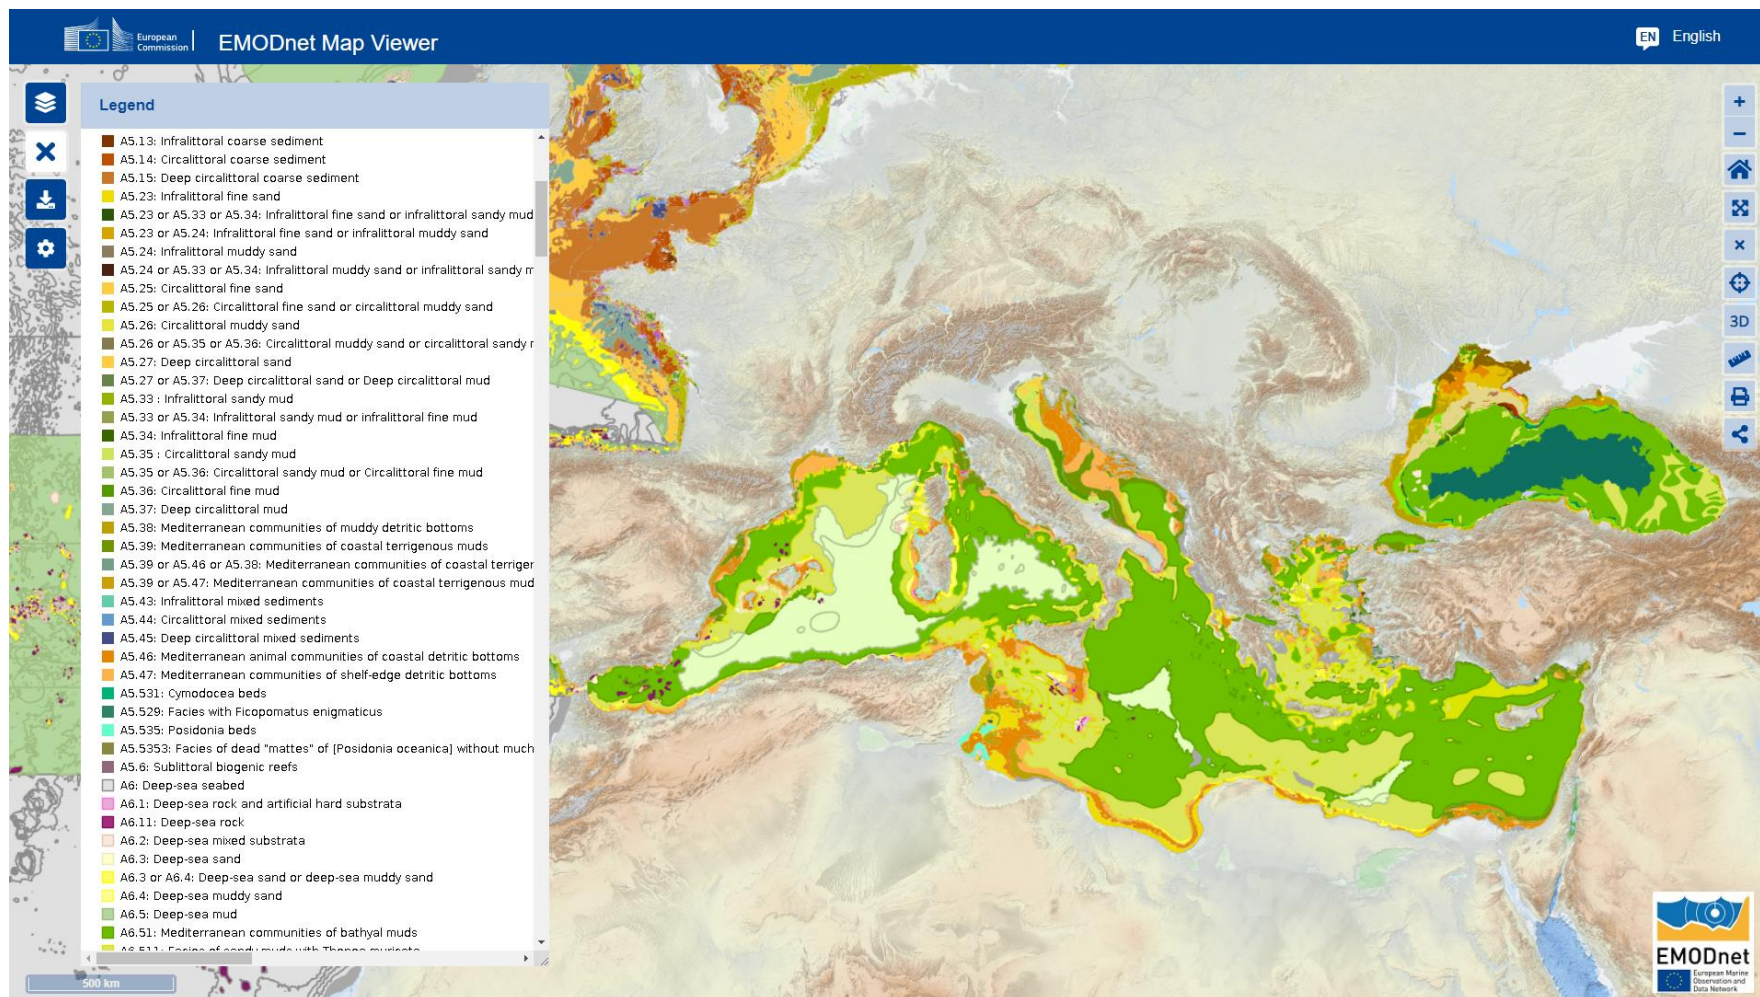 European
Commission
EMODnet Map Viewer
EN English
Legend
A5.13: Infralittoral coarse sediment
A5.14: Circalittoral coarse sediment
A5.15: Deep circalittoral coarse sediment
A5.23: Infralittoral fine sand
A5.23 or A5.33 or A5.34: Infralittoral fine sand or infralittoral sandy mud
A5.23 or A5.24: Infralittoral fine sand or infralittoral muddy sand
A5.24: Infralittoral muddy sand
A5.24 or A5.33 or A5.34: Infralittoral muddy sand or infralittoral sandy m
A5.25: Circalittoral fine sand
A5.25 or A5.26: Circalittoral fine sand or circalittoral muddy sand
A5.26: Circalittoral muddy sand
A5.26 or A5.35 or A5.36: Circalittoral muddy sand or circalittoral sandy r
A5.27: Deep circalittoral sand
A5.27 or A5.37: Deep circalittoral sand or Deep circalittoral mud
A5.33 : Infralittoral sandy mud
A5.33 or A5.34: Infralittoral sandy mud or infralittoral fine mud
A5.34: Infralittoral fine mud
A5.35 : Circalittoral sandy mud
A5.35 or A5.36: Circalittoral sandy mud or Circalittoral fine mud
A5.36: Circalittoral fine mud
A5.37: Deep circalittoral mud
A5.38: Mediterranean communities of muddy detritic bottoms
A5.39: Mediterranean communities of coastal terrigenous muds
A5.39 or A5.46 or A5.38: Mediterranean communities of coastal terriger
A5.39 or A5.47: Mediterranean communities of coastal terrigenous mud
A5.43: Infralittoral mixed sediments
A5.44: Circalittoral mixed sediments
A5.45: Deep circalittoral mixed sediments
A5.46: Mediterranean animal communities of coastal detritic bottoms
A5.47: Mediterranean communities of shelf-edge detritic bottoms
A5.531: Cymodocea beds
A5.529: Facies with Ficopomatus enigmaticus
A5.535: Posidonia beds
A5.5353: Facies of dead "mattes" of [Posidonia oceanica] without much
A5.6: Sublittoral biogenic reefs
A6: Deep-sea seabed
A6.1: Deep-sea rock and artificial hard substrata
A6.11: Deep-sea rock
A6.2: Deep-sea mixed substrata
A6.3: Deep-sea sand
A6.3 or A6.4: Deep-sea sand or deep-sea muddy sand
A6.4: Deep-sea muddy sand
A6.5: Deep-sea mud
A6.51: Mediterranean communities of bathyal muds
A6.511: Facies of sandy muds with Thenea muricata
3D
500 km
EMODnet
European Marine
Observation and
Data Network